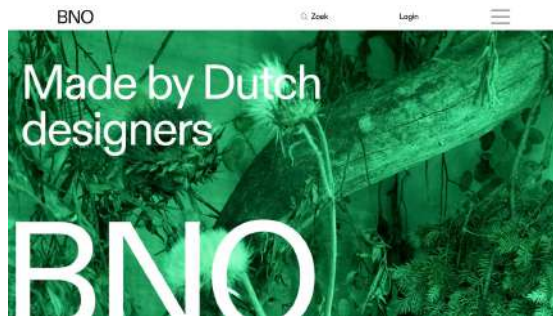 BNO
Zoek
Login
Made by Dutch
designers
BNO